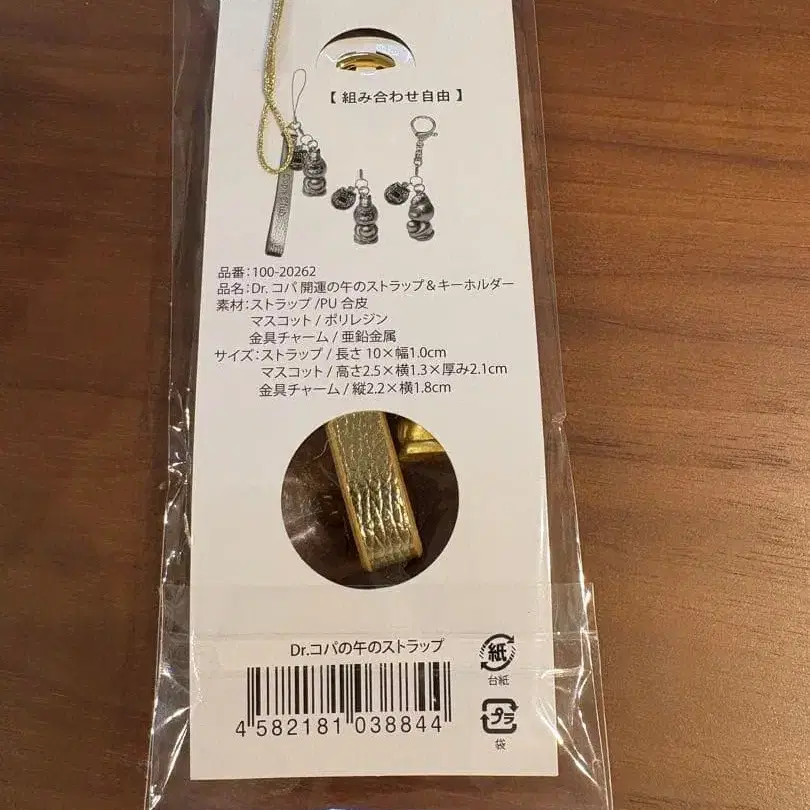 【 組み合わせ自由 】
品番：100-20262
品名：Dr. コパ 開運の午のストラップ＆キーホルダー
素材：ストラップ /PU 合皮
マスコット / ポリレジン
金具チャーム / 亜鉛金属
サイズ：ストラップ / 長さ 10×幅1.0cm
マスコット / 高さ2.5×横1.3×厚み2.1cm
金具チャーム / 縦2.2×横1.8cm
Dr.コパの午のストラップ
4 582181 038844
紙
台紙
プラ
袋